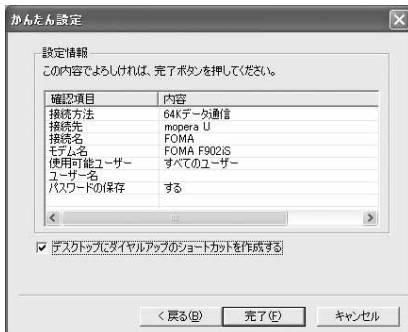 かんたん設定
設定情報
この内容でよろしければ、完了ボタンを押してください。
確認項目 内容
接続方法 64Kデータ通信
接続先 mopera U
接続名 FOMA
モデム名 FOMA F902iS
使用可能ユーザー すべてのユーザー
ユーザー名
パスワードの保存 する
デスクトップにダイヤルアップのショートカットを作成する
< 戻る(B) 完了(F) キャンセル